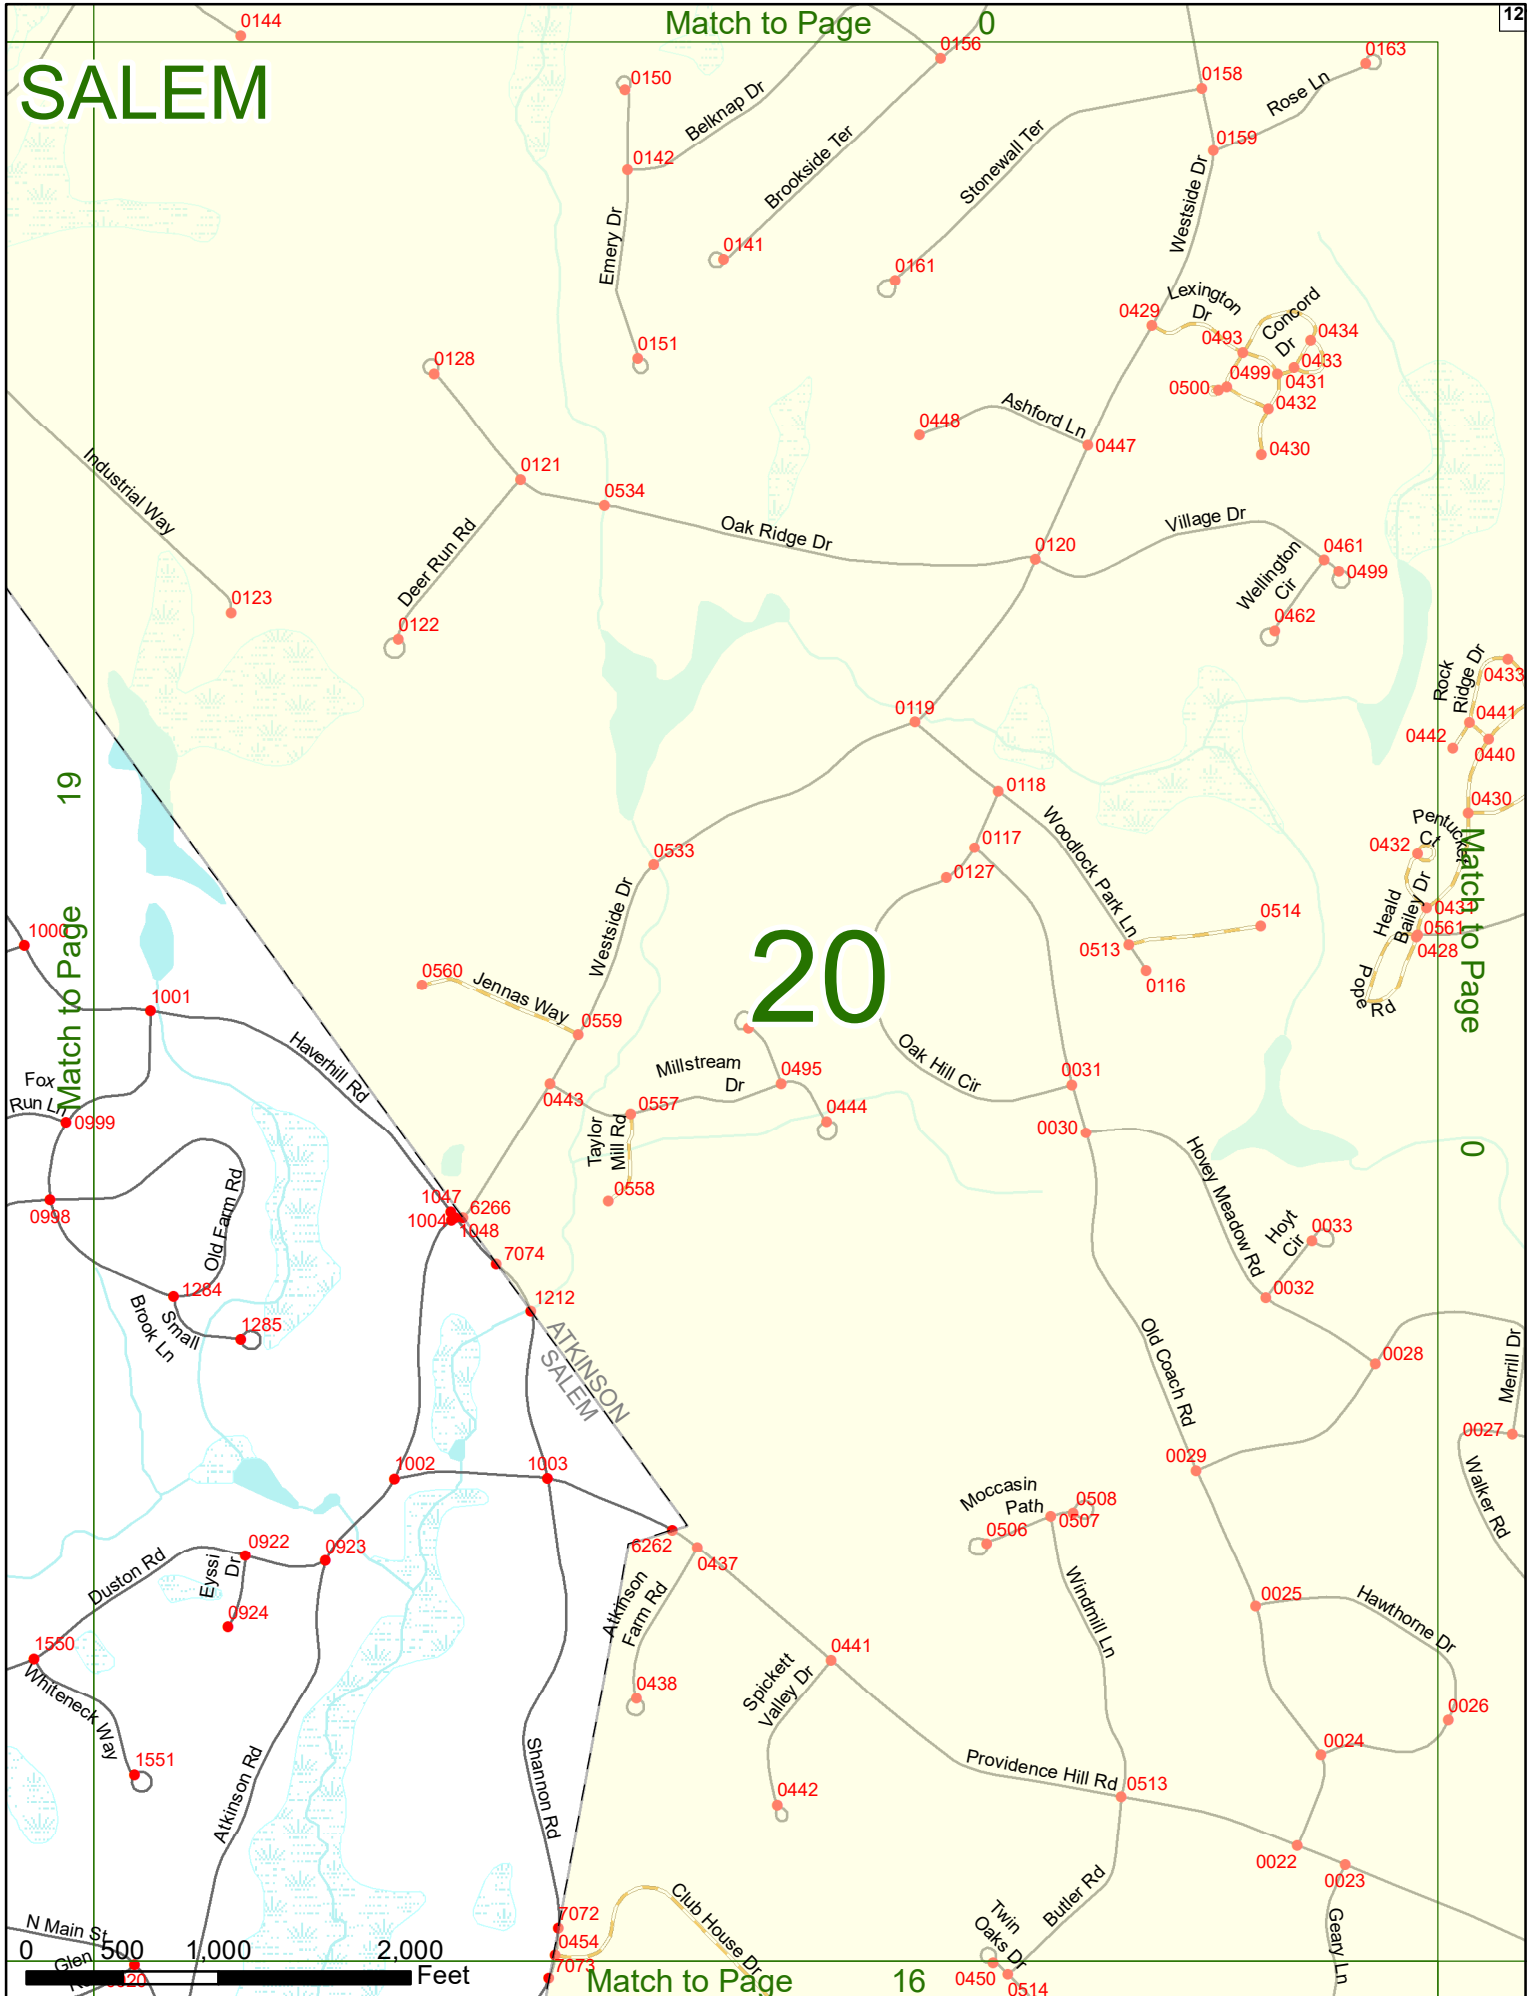 Match to Page 0
12
SALEM
0144
0156
0163
0150
0158
Belknap Dr
Rose Ln
0142
Brookside Ter
Stonewall Ter
0159
Westside Dr
Emery Dr
0141
0161
Lexington
Dr
Concord
Dr
0429
0493
0434
0151
0128
0433
0499
0431
0500
0432
0448
Ashford Ln
0447
0430
Industrial Way
0121
0534
Oak Ridge Dr
Village Dr
0120
0461
0499
Wellington
Cir
Deer Run Rd
0123
0122
0462
Rock
Ridge Dr
0433
0119
0441
0442
0440
19
Match to Page
0118
0430
Woodlock Park Ln
Pentucket
Ct
0117
0432
0533
0127
Match to Page
0
Heald
Bailey Dr
0431
0561
0428
Westside Dr
0514
0513
20
1000
0560
Jennas Way
0116
Pope
Rd
1001
0559
Haverhill Rd
Oak Hill Cir
Millstream
Dr
0495
0031
Fox
Run Ln
0999
0443
0557
0444
Taylor
Mill Rd
0030
Hovey Meadow Rd
Old Farm Rd
0998
0558
1047
6266
1004
1048
Hoyt
Cir
0033
7074
1284
0032
1212
Small
Brook Ln
1285
ATKINSON
SALEM
Old Coach Rd
0028
Merrill Dr
0027
1002
1003
0029
Walker Rd
Moccasin
Path
0508
0507
0506
0922
0923
6262
0437
Duston Rd
Eyssi
Dr
Atkinson
Farm Rd
Windmill Ln
0025
Hawthorne Dr
0924
1550
0441
Whiteneck Way
0438
Spickett
Valley Dr
0026
0024
1551
Atkinson Rd
Shannon Rd
Providence Hill Rd
0513
0442
0022
0023
Club House Dr
Butler Rd
Twin
Oaks Dr
Geary Ln
7072
N Main St
0454
Glen
7073
0450
0514
0 500 1,000 2,000
Feet
Match to Page 16